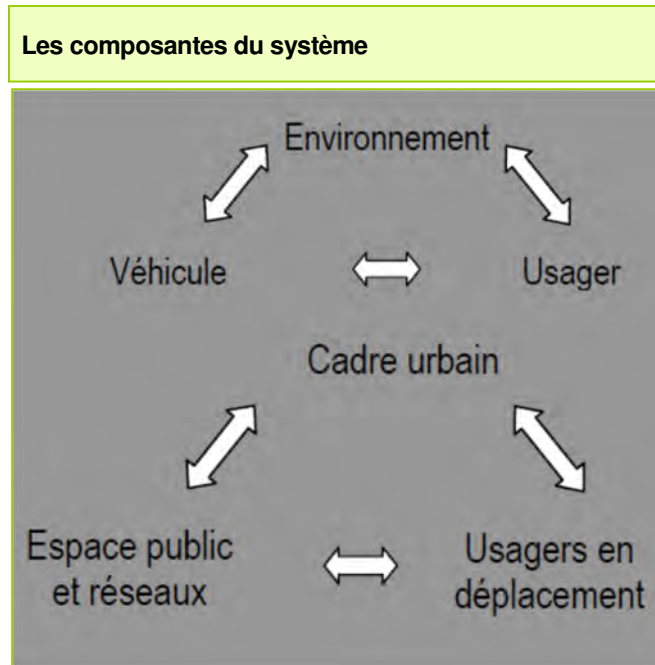 Les composantes du système
Environnement
Véhicule
Usager
Cadre urbain
Espace public
et réseaux
Usagers en
déplacement